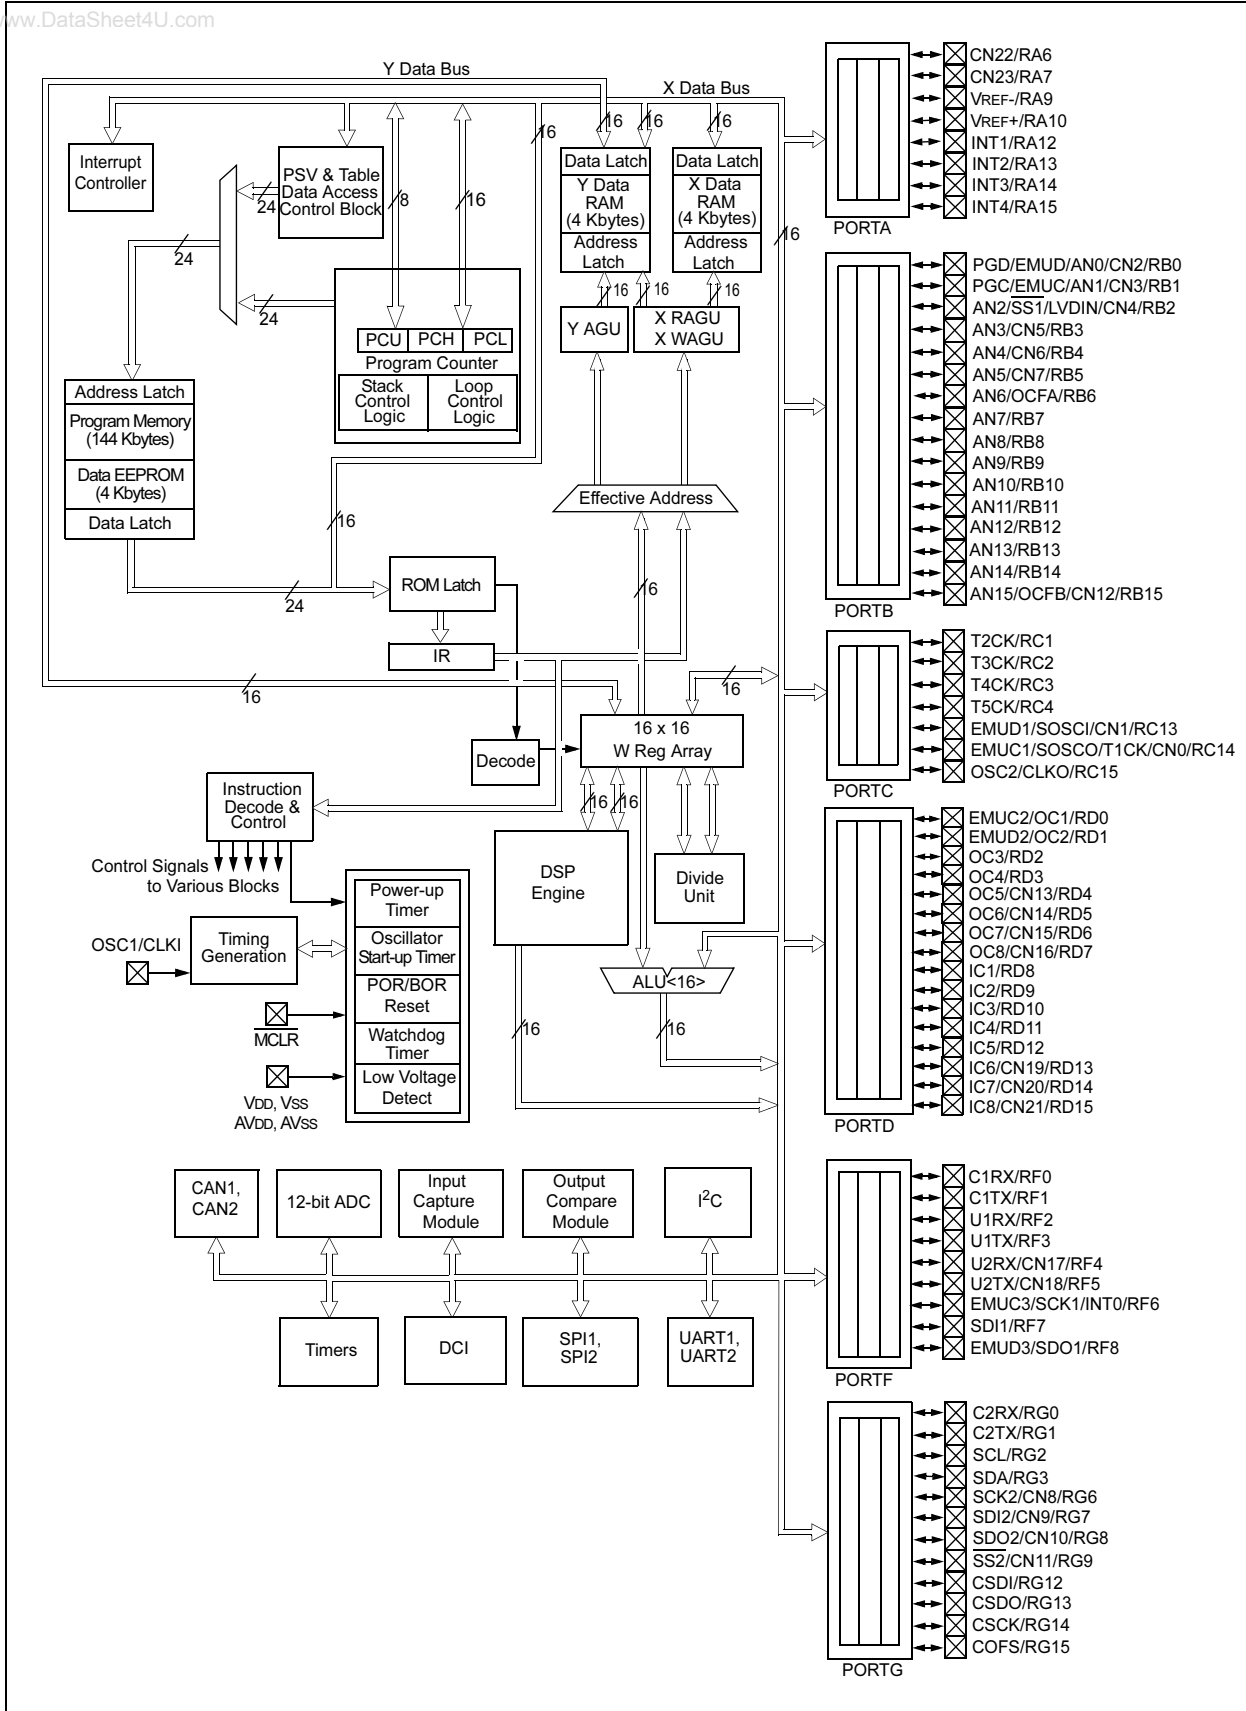 www.DataSheet4U.com
Y Data Bus
X Data Bus
16
16
16
16
Interrupt
Controller
PSV & Table
Data Access
Control Block
24
8
16
24
24
Data Latch
Y Data
RAM
(4 Kbytes)
Address
Latch
Data Latch
X Data
RAM
(4 Kbytes)
Address
Latch
16
16
16
16
Y AGU
X RAGU
X WAGU
PCU
PCH
PCL
Program Counter
Stack
Control
Logic
Loop
Control
Logic
Address Latch
Program Memory
(144 Kbytes)
Data EEPROM
(4 Kbytes)
Data Latch
Effective Address
16
24
16
ROM Latch
IR
16
16
16 x 16
W Reg Array
Decode
Instruction
Decode &
Control
Control Signals
to Various Blocks
16
16
DSP
Engine
Divide
Unit
Power-up
Timer
Oscillator
Start-up Timer
POR/BOR
Reset
Watchdog
Timer
Low Voltage
Detect
OSC1/CLKI
Timing
Generation
MCLR
VDD, VSS
AVDD, AVSS
ALU<16>
16
16
CAN1,
CAN2
12-bit ADC
Input
Capture
Module
Output
Compare
Module
I2C
Timers
DCI
SPI1,
SPI2
UART1,
UART2
CN22/RA6
CN23/RA7
VREF-/RA9
VREF+/RA10
INT1/RA12
INT2/RA13
INT3/RA14
INT4/RA15
PORTA
PGD/EMUD/AN0/CN2/RB0
PGC/EMUC/AN1/CN3/RB1
AN2/SS1/LVDIN/CN4/RB2
AN3/CN5/RB3
AN4/CN6/RB4
AN5/CN7/RB5
AN6/OCFA/RB6
AN7/RB7
AN8/RB8
AN9/RB9
AN10/RB10
AN11/RB11
AN12/RB12
AN13/RB13
AN14/RB14
AN15/OCFB/CN12/RB15
PORTB
T2CK/RC1
T3CK/RC2
T4CK/RC3
T5CK/RC4
EMUD1/SOSCI/CN1/RC13
EMUC1/SOSCO/T1CK/CN0/RC14
OSC2/CLKO/RC15
PORTC
EMUC2/OC1/RD0
EMUD2/OC2/RD1
OC3/RD2
OC4/RD3
OC5/CN13/RD4
OC6/CN14/RD5
OC7/CN15/RD6
OC8/CN16/RD7
IC1/RD8
IC2/RD9
IC3/RD10
IC4/RD11
IC5/RD12
IC6/CN19/RD13
IC7/CN20/RD14
IC8/CN21/RD15
PORTD
C1RX/RF0
C1TX/RF1
U1RX/RF2
U1TX/RF3
U2RX/CN17/RF4
U2TX/CN18/RF5
EMUC3/SCK1/INT0/RF6
SDI1/RF7
EMUD3/SDO1/RF8
PORTF
C2RX/RG0
C2TX/RG1
SCL/RG2
SDA/RG3
SCK2/CN8/RG6
SDI2/CN9/RG7
SDO2/CN10/RG8
SS2/CN11/RG9
CSDI/RG12
CSDO/RG13
CSCK/RG14
COFS/RG15
PORTG